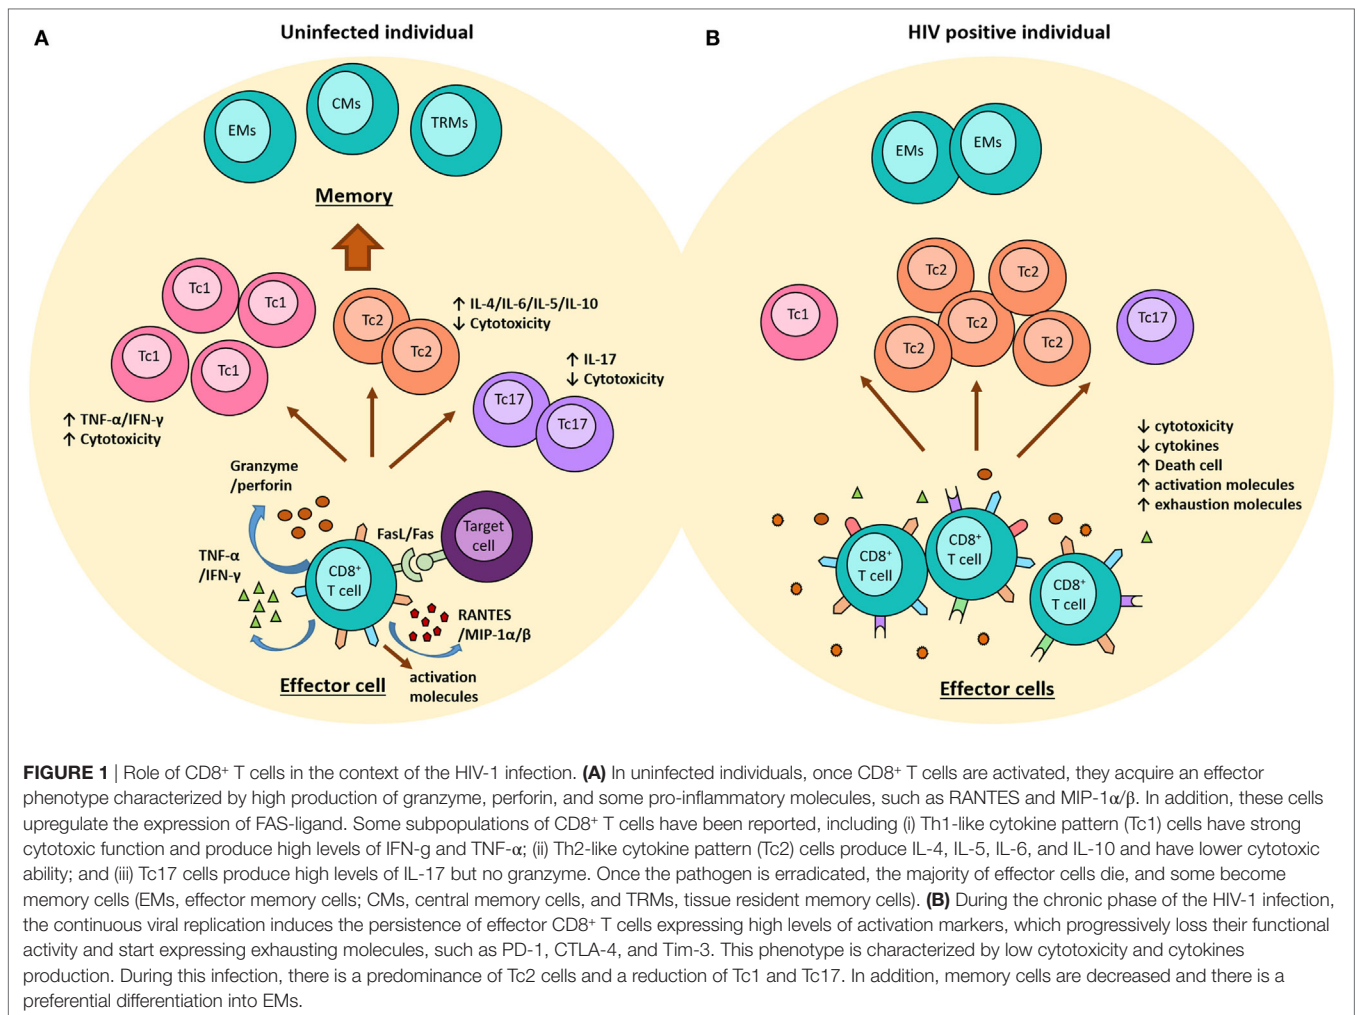 A
Uninfected individual
EMs
CMs
TRMs
Memory
Tc1
Tc1
Tc1
Tc1
↑ TNF-α/IFN-γ
↑ Cytotoxicity
Tc2
Tc2
↑ IL-4/IL-6/IL-5/IL-10
↓ Cytotoxicity
↑ IL-17
↓ Cytotoxicity
Tc17
Tc17
Granzyme
/perforin
TNF-α
/IFN-γ
FasL/Fas
Target
cell
CD8⁺
T cell
RANTES
/MIP-1α/β
activation
molecules
Effector cell
B
HIV positive individual
EMs
EMs
Tc1
Tc2
Tc2
Tc2
Tc2
Tc2
Tc17
↓ cytotoxicity
↓ cytokines
↑ Death cell
↑ activation molecules
↑ exhaustion molecules
CD8⁺
T cell
CD8⁺
T cell
CD8⁺
T cell
Effector cells
FIGURE 1 | Role of CD8⁺ T cells in the context of the HIV-1 infection. (A) In uninfected individuals, once CD8⁺ T cells are activated, they acquire an effector
phenotype characterized by high production of granzyme, perforin, and some pro-inflammatory molecules, such as RANTES and MIP-1α/β. In addition, these cells
upregulate the expression of FAS-ligand. Some subpopulations of CD8⁺ T cells have been reported, including (i) Th1-like cytokine pattern (Tc1) cells have strong
cytotoxic function and produce high levels of IFN-g and TNF-α; (ii) Th2-like cytokine pattern (Tc2) cells produce IL-4, IL-5, IL-6, and IL-10 and have lower cytotoxic
ability; and (iii) Tc17 cells produce high levels of IL-17 but no granzyme. Once the pathogen is erradicated, the majority of effector cells die, and some become
memory cells (EMs, effector memory cells; CMs, central memory cells, and TRMs, tissue resident memory cells). (B) During the chronic phase of the HIV-1 infection,
the continuous viral replication induces the persistence of effector CD8⁺ T cells expressing high levels of activation markers, which progressively loss their functional
activity and start expressing exhausting molecules, such as PD-1, CTLA-4, and Tim-3. This phenotype is characterized by low cytotoxicity and cytokines
production. During this infection, there is a predominance of Tc2 cells and a reduction of Tc1 and Tc17. In addition, memory cells are decreased and there is a
preferential differentiation into EMs.